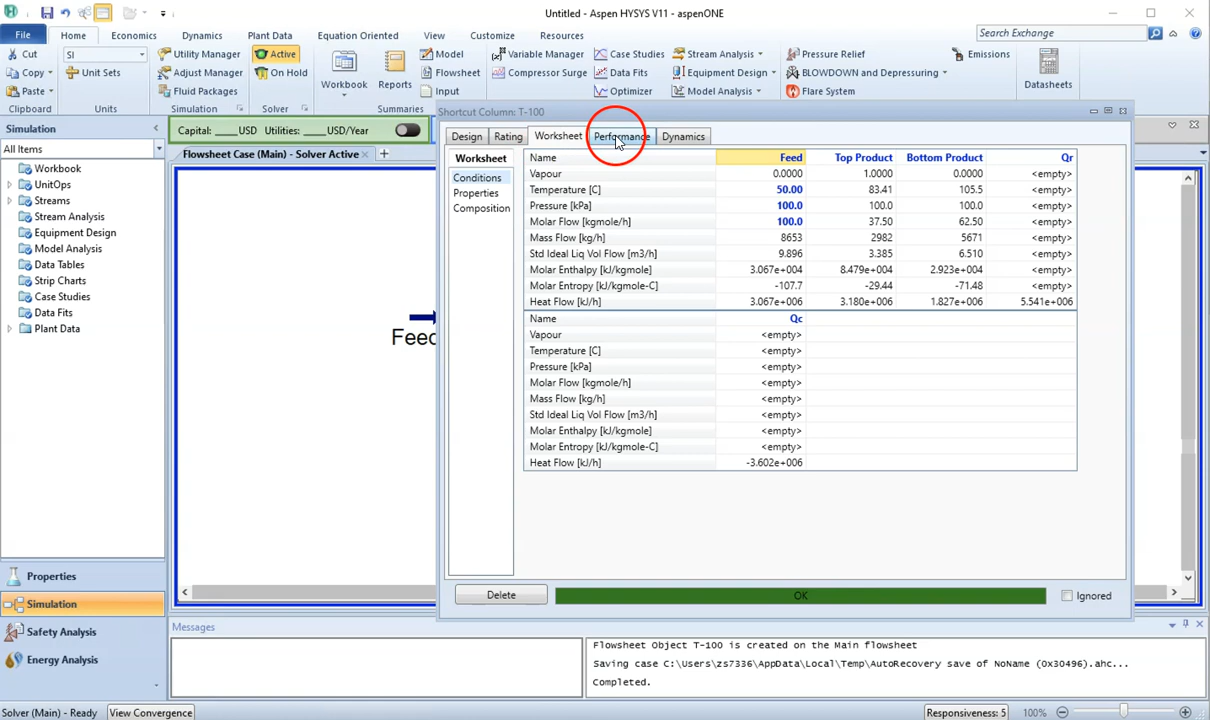 Untitled - Aspen HYSYS V11 - aspenONE
File Home Economics Dynamics Plant Data Equation Oriented View Customize Resources Search Exchange
Cut SI Utility Manager Active Model Variable Manager Case Studies Stream Analysis Pressure Relief Emissions
Copy Unit Sets Adjust Manager On Hold Workbook Reports Flowsheet Compressor Surge Data Fits Equipment Design BLOWDOWN and Depressuring Datasheets
Paste Fluid Packages Input Optimizer Model Analysis Flare System
Clipboard Units Simulation Solver Summaries
Shortcut Column: T-100
Simulation Capital: ____USD Utilities: ____USD/Year
All Items Flowsheet Case (Main) - Solver Active
Workbook
UnitOps
Streams
Stream Analysis
Equipment Design
Model Analysis
Data Tables
Strip Charts
Case Studies
Data Fits
Plant Data
Feed
Design Rating Worksheet Performance Dynamics
Worksheet
Conditions
Properties
Composition
Name Feed Top Product Bottom Product Qr
Vapour 0.0000 1.0000 0.0000 <empty>
Temperature [C] 50.00 83.41 105.5 <empty>
Pressure [kPa] 100.0 100.0 100.0 <empty>
Molar Flow [kgmole/h] 100.0 37.50 62.50 <empty>
Mass Flow [kg/h] 8653 2982 5671 <empty>
Std Ideal Liq Vol Flow [m3/h] 9.896 3.385 6.510 <empty>
Molar Enthalpy [kJ/kgmole] 3.067e+004 8.479e+004 2.923e+004 <empty>
Molar Entropy [kJ/kgmole-C] -107.7 -29.44 -71.48 <empty>
Heat Flow [kJ/h] 3.067e+006 3.180e+006 1.827e+006 5.541e+006
Name Qc
Vapour <empty>
Temperature [C] <empty>
Pressure [kPa] <empty>
Molar Flow [kgmole/h] <empty>
Mass Flow [kg/h] <empty>
Std Ideal Liq Vol Flow [m3/h] <empty>
Molar Enthalpy [kJ/kgmole] <empty>
Molar Entropy [kJ/kgmole-C] <empty>
Heat Flow [kJ/h] -3.602e+006
Delete OK Ignored
Properties
Simulation
Safety Analysis
Energy Analysis
Messages
Flowsheet Object T-100 is created on the Main flowsheet
Saving case C:\Users\zs7336\AppData\Local\Temp\AutoRecovery save of NoName (0x30496).ahc...
Completed.
Solver (Main) - Ready View Convergence Responsiveness: 5 100%